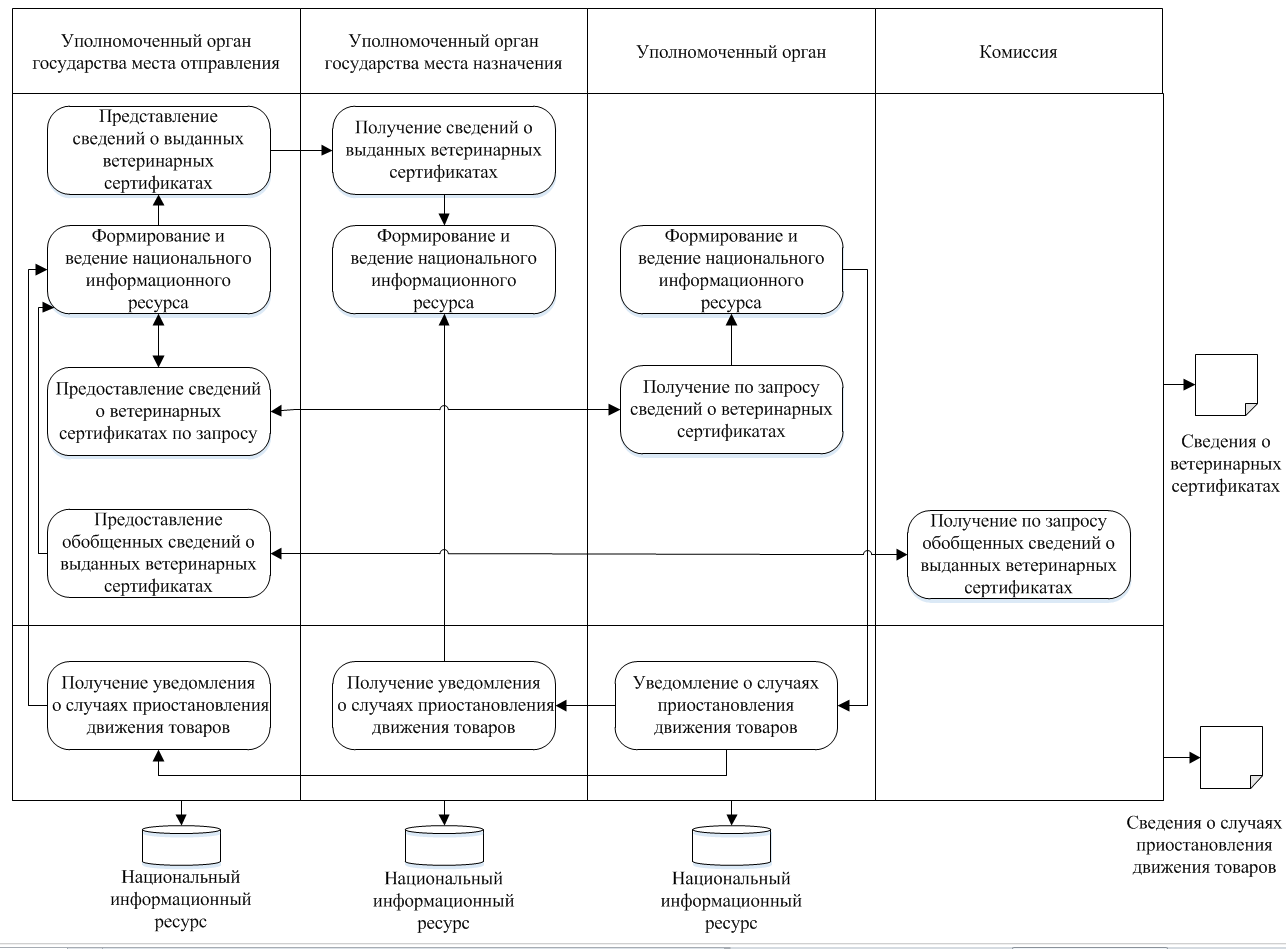 Уполномоченный орган
государства места отправления
Уполномоченный орган
государства места назначения
Уполномоченный орган
Комиссия
Представление
сведений о выданных
ветеринарных
сертификатах
Получение сведений о
выданных ветеринарных
сертификатах
Формирование и
ведение национального
информационного
ресурса
Формирование и
ведение национального
информационного
ресурса
Формирование и
ведение национального
информационного
ресурса
Предоставление сведений
о ветеринарных
сертификатах по запросу
Получение по запросу
сведений о ветеринарных
сертификатах
Сведения о
ветеринарных
сертификатах
Предоставление
обобщенных сведений о
выданных ветеринарных
сертификатах
Получение по запросу
обобщенных сведений о
выданных ветеринарных
сертификатах
Получение уведомления
о случаях приостановления
движения товаров
Получение уведомления
о случаях приостановления
движения товаров
Уведомление о случаях
приостановления
движения товаров
Сведения о случаях
приостановления
движения товаров
Национальный
информационный
ресурс
Национальный
информационный
ресурс
Национальный
информационный
ресурс